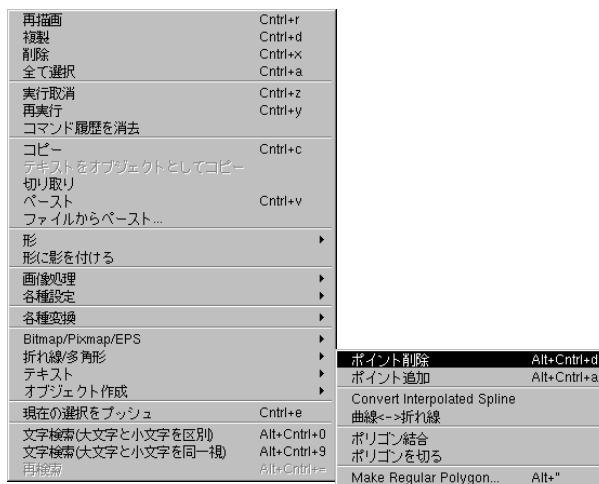 再描画 Cntrl+r
複製 Cntrl+d
削除 Cntrl+x
全て選択 Cntrl+a
実行取消 Cntrl+z
再実行 Cntrl+y
コマンド履歴を消去
コピー Cntrl+c
テキストをオブジェクトとしてコピー
切り取り
ペースト Cntrl+v
ファイルからペースト...
形
形に影を付ける
画像処理
各種設定
各種変換
Bitmap/Pixmap/EPS
折れ線/多角形
テキスト
オブジェクト作成
現在の選択をプッシュ Cntrl+e
文字検索(大文字と小文字を区別) Alt+Cntrl+0
文字検索(大文字と小文字を同一視) Alt+Cntrl+9
再検索 Alt+Cntrl+=
ポイント削除 Alt+Cntrl+d
ポイント追加 Alt+Cntrl+a
Convert Interpolated Spline
曲線<->折れ線
ポリゴン結合
ポリゴンを切る
Make Regular Polygon... Alt+"